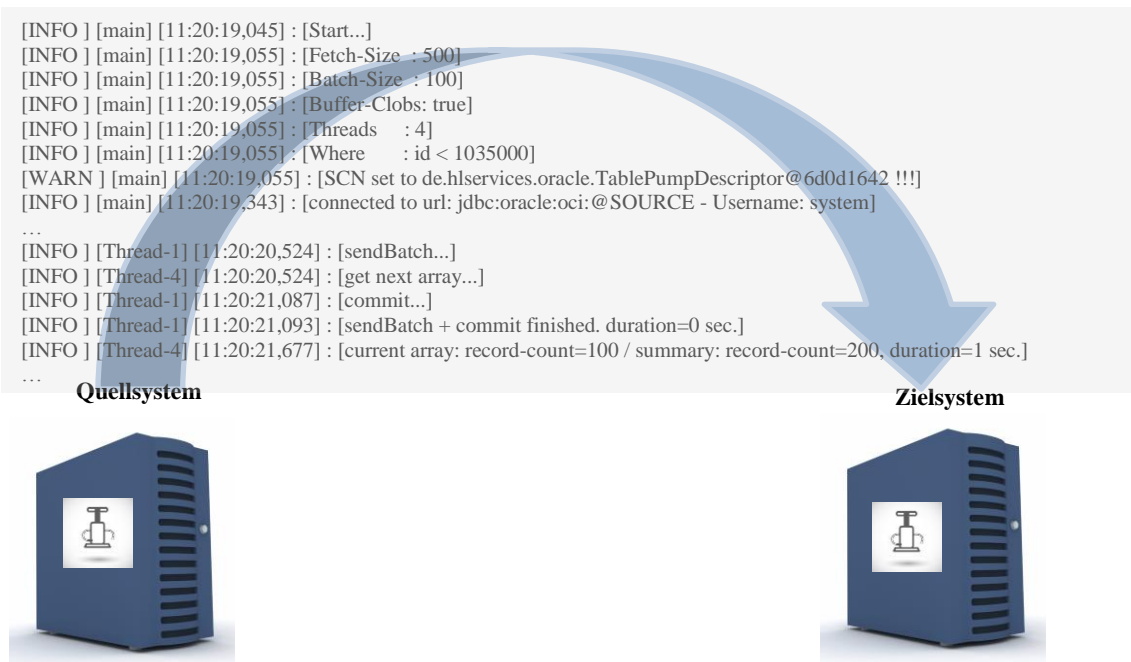 [INFO ] [main] [11:20:19,045] : [Start...]
[INFO ] [main] [11:20:19,055] : [Fetch-Size : 500]
[INFO ] [main] [11:20:19,055] : [Batch-Size : 100]
[INFO ] [main] [11:20:19,055] : [Buffer-Clobs: true]
[INFO ] [main] [11:20:19,055] : [Threads : 4]
[INFO ] [main] [11:20:19,055] : [Where : id < 1035000]
[WARN ] [main] [11:20:19,055] : [SCN set to de.hlservices.oracle.TablePumpDescriptor@6d0d1642 !!!]
[INFO ] [main] [11:20:19,343] : [connected to url: jdbc:oracle:oci:@SOURCE - Username: system]
…
[INFO ] [Thread-1] [11:20:20,524] : [sendBatch...]
[INFO ] [Thread-4] [11:20:20,524] : [get next array...]
[INFO ] [Thread-1] [11:20:21,087] : [commit...]
[INFO ] [Thread-1] [11:20:21,093] : [sendBatch + commit finished. duration=0 sec.]
[INFO ] [Thread-4] [11:20:21,677] : [current array: record-count=100 / summary: record-count=200, duration=1 sec.]
…
Quellsystem
Zielsystem